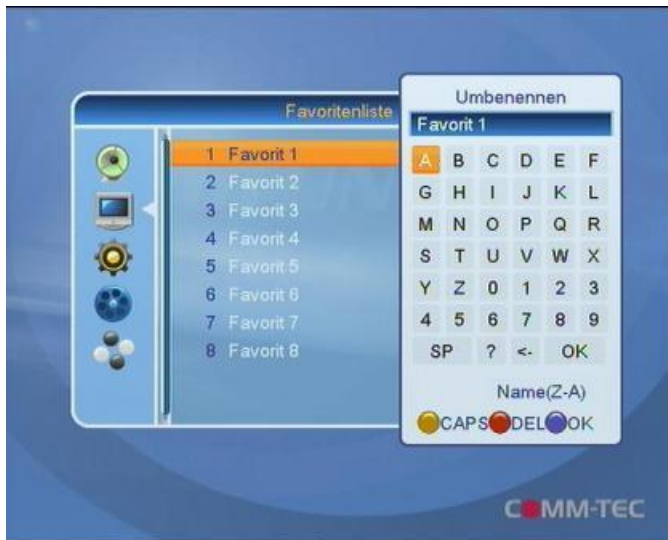 Favoritenliste
1 Favorit 1
2 Favorit 2
3 Favorit 3
4 Favorit 4
5 Favorit 5
6 Favorit 6
7 Favorit 7
8 Favorit 8
Umbenennen
Favorit 1
A B C D E F
G H I J K L
M N O P Q R
S T U V W X
Y Z 0 1 2 3
4 5 6 7 8 9
SP ? <- OK
Name(Z-A)
CAPS DEL OK
COMM-TEC